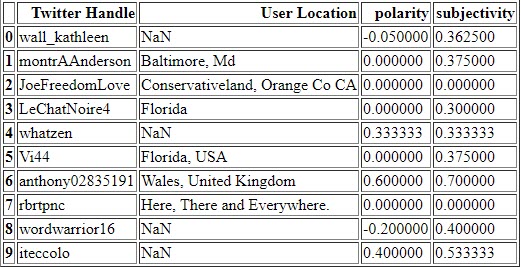 Twitter Handle User Location polarity subjectivity
0 wall_kathleen NaN -0.050000 0.362500
1 montrAAnderson Baltimore, Md 0.000000 0.375000
2 JoeFreedomLove Conservativeland, Orange Co CA 0.000000 0.000000
3 LeChatNoire4 Florida 0.000000 0.300000
4 whatzen NaN 0.333333 0.333333
5 Vi44 Florida, USA 0.000000 0.375000
6 anthony02835191 Wales, United Kingdom 0.600000 0.700000
7 rbrtpnc Here, There and Everywhere. 0.000000 0.000000
8 wordwarrior16 NaN -0.200000 0.400000
9 iteccolo NaN 0.400000 0.533333